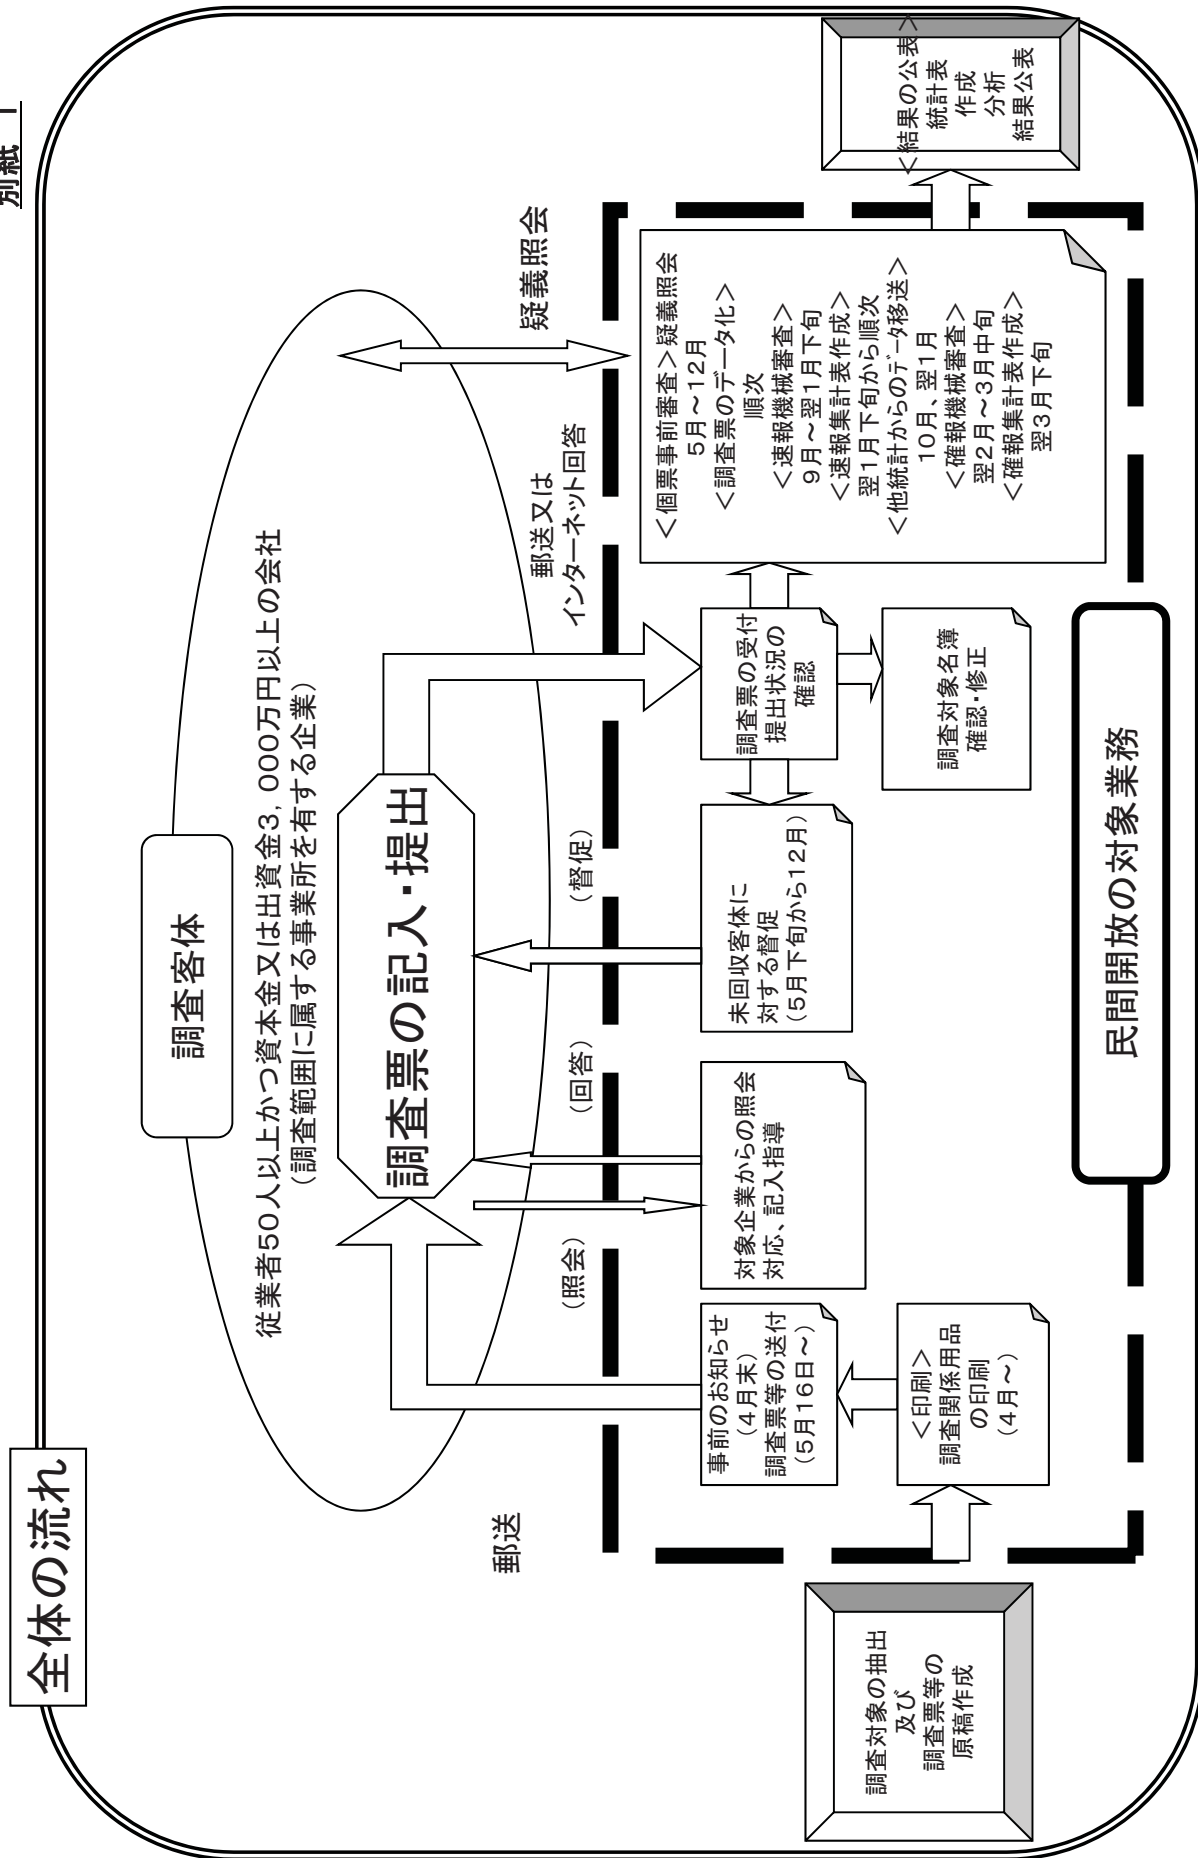 別紙 1
全体の流れ
調査客体
従業者50人以上かつ資本金又は出資金3,000万円以上の会社
(調査範囲に属する事業所を有する企業)
調査票の記入・提出
郵送
(照会)
(回答)
(督促)
郵送又は
インターネット回答
疑義照会
調査対象の抽出
及び
調査票等の
原稿作成
事前のお知らせ
(4月末)
調査票等の送付
(5月16日~)
<印刷>
調査関係用品
の印刷
(4月~)
対象企業からの照会
対応、記入指導
未回収客体に
対する督促
(5月下旬から12月)
調査票の受付
提出状況の
確認
調査対象名簿
確認・修正
<個票事前審査>疑義照会
5月~12月
<調査票のデータ化>
順次
<速報機械審査>
9月~翌1月下旬
<速報集計表作成>
翌1月下旬から順次
<他統計からのデータ移送>
10月、翌1月
<確報機械審査>
翌2月~3月中旬
<確報集計表作成>
翌3月下旬
<結果の公表>
統計表
作成
分析
結果公表
民間開放の対象業務